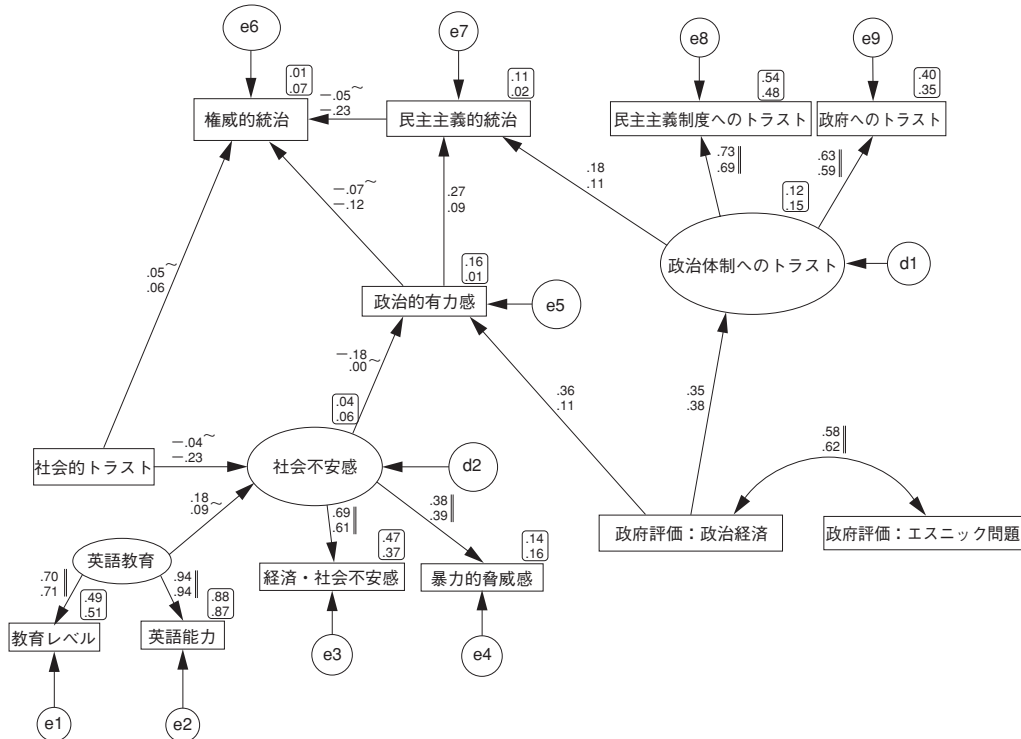 e6
e7
e8
e9
.01
.07
.11
.02
.54
.48
.40
.35
権威的統治
−.05~
−.23
民主主義的統治
民主主義制度へのトラスト
政府へのトラスト
.73
.69
.63
.59
.18
.11
−.07~
−.12
.27
.09
.12
.15
政治体制へのトラスト
d1
.05~
.06
.16
.01
政治的有力感
e5
−.18
.00~
.36
.11
.35
.38
.04
.06
社会的トラスト
−.04~
−.23
社会不安感
d2
.58
.62
.18
.09~
.69
.61
.38
.39
政府評価：政治経済
政府評価：エスニック問題
英語教育
.47
.37
.14
.16
.70
.71
.94
.94
経済・社会不安感
暴力的脅威感
.49
.51
.88
.87
教育レベル
英語能力
e3
e4
e1
e2